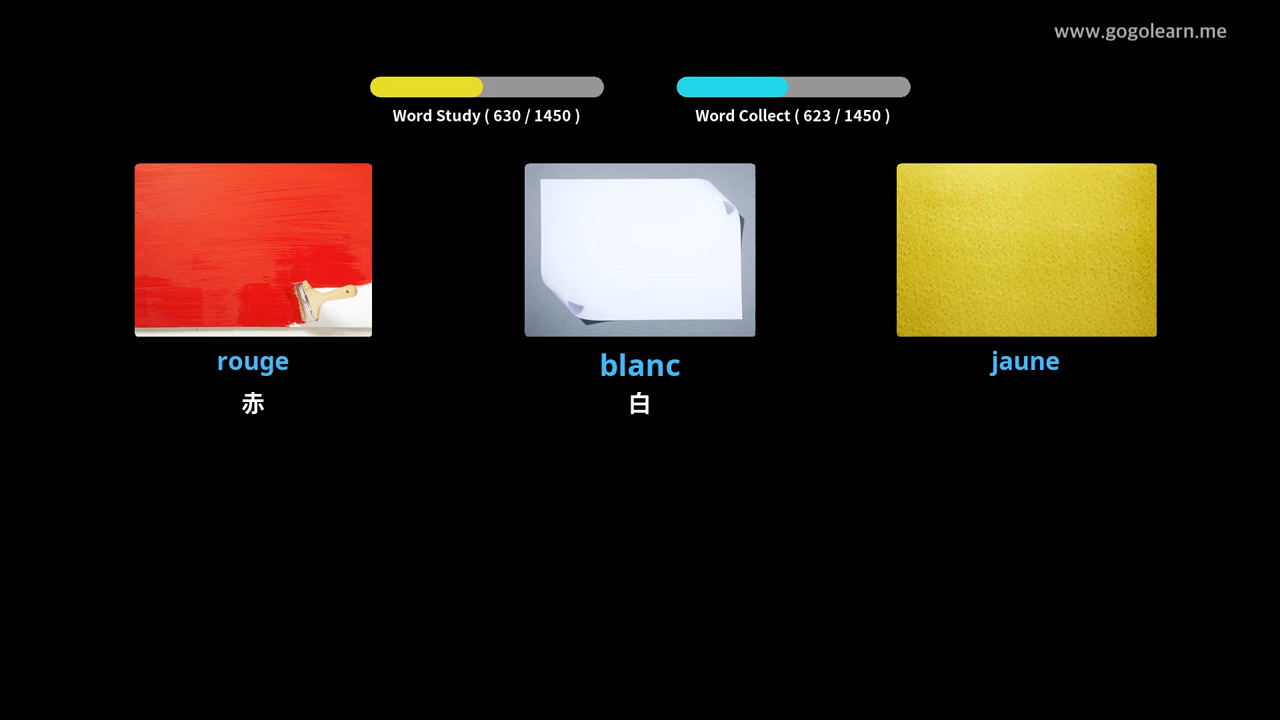 www.gogolearn.me
Word Study ( 630 / 1450 )
Word Collect ( 623 / 1450 )
rouge
blanc
jaune
赤
白